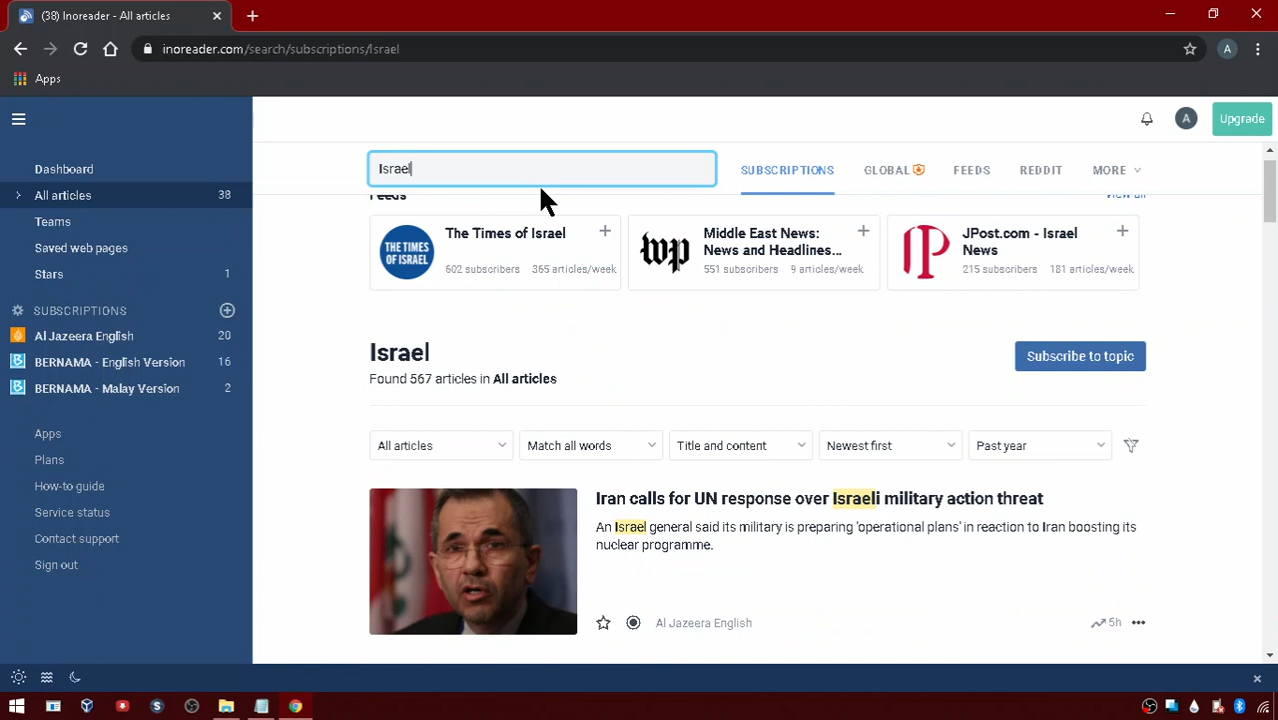 (38) Inoreader - All articles
inoreader.com/search/subscriptions/Israel
A
Apps
A
Upgrade
Dashboard
All articles 38
Teams
Saved web pages
Stars 1
SUBSCRIPTIONS
Al Jazeera English 20
BERNAMA - English Version 16
BERNAMA - Malay Version 2
Apps
Plans
How-to guide
Service status
Contact support
Sign out
Israel
SUBSCRIPTIONS GLOBAL FEEDS REDDIT MORE
Feeds View all
THE TIMES
OF ISRAEL
The Times of Israel
602 subscribers 365 articles/week
wp
Middle East News:
News and Headlines...
551 subscribers 9 articles/week
JP
JPost.com - Israel
News
215 subscribers 181 articles/week
Israel
Found 567 articles in All articles
Subscribe to topic
All articles Match all words Title and content Newest first Past year
Iran calls for UN response over Israeli military action threat
An Israel general said its military is preparing 'operational plans' in reaction to Iran boosting its
nuclear programme.
Al Jazeera English 5h